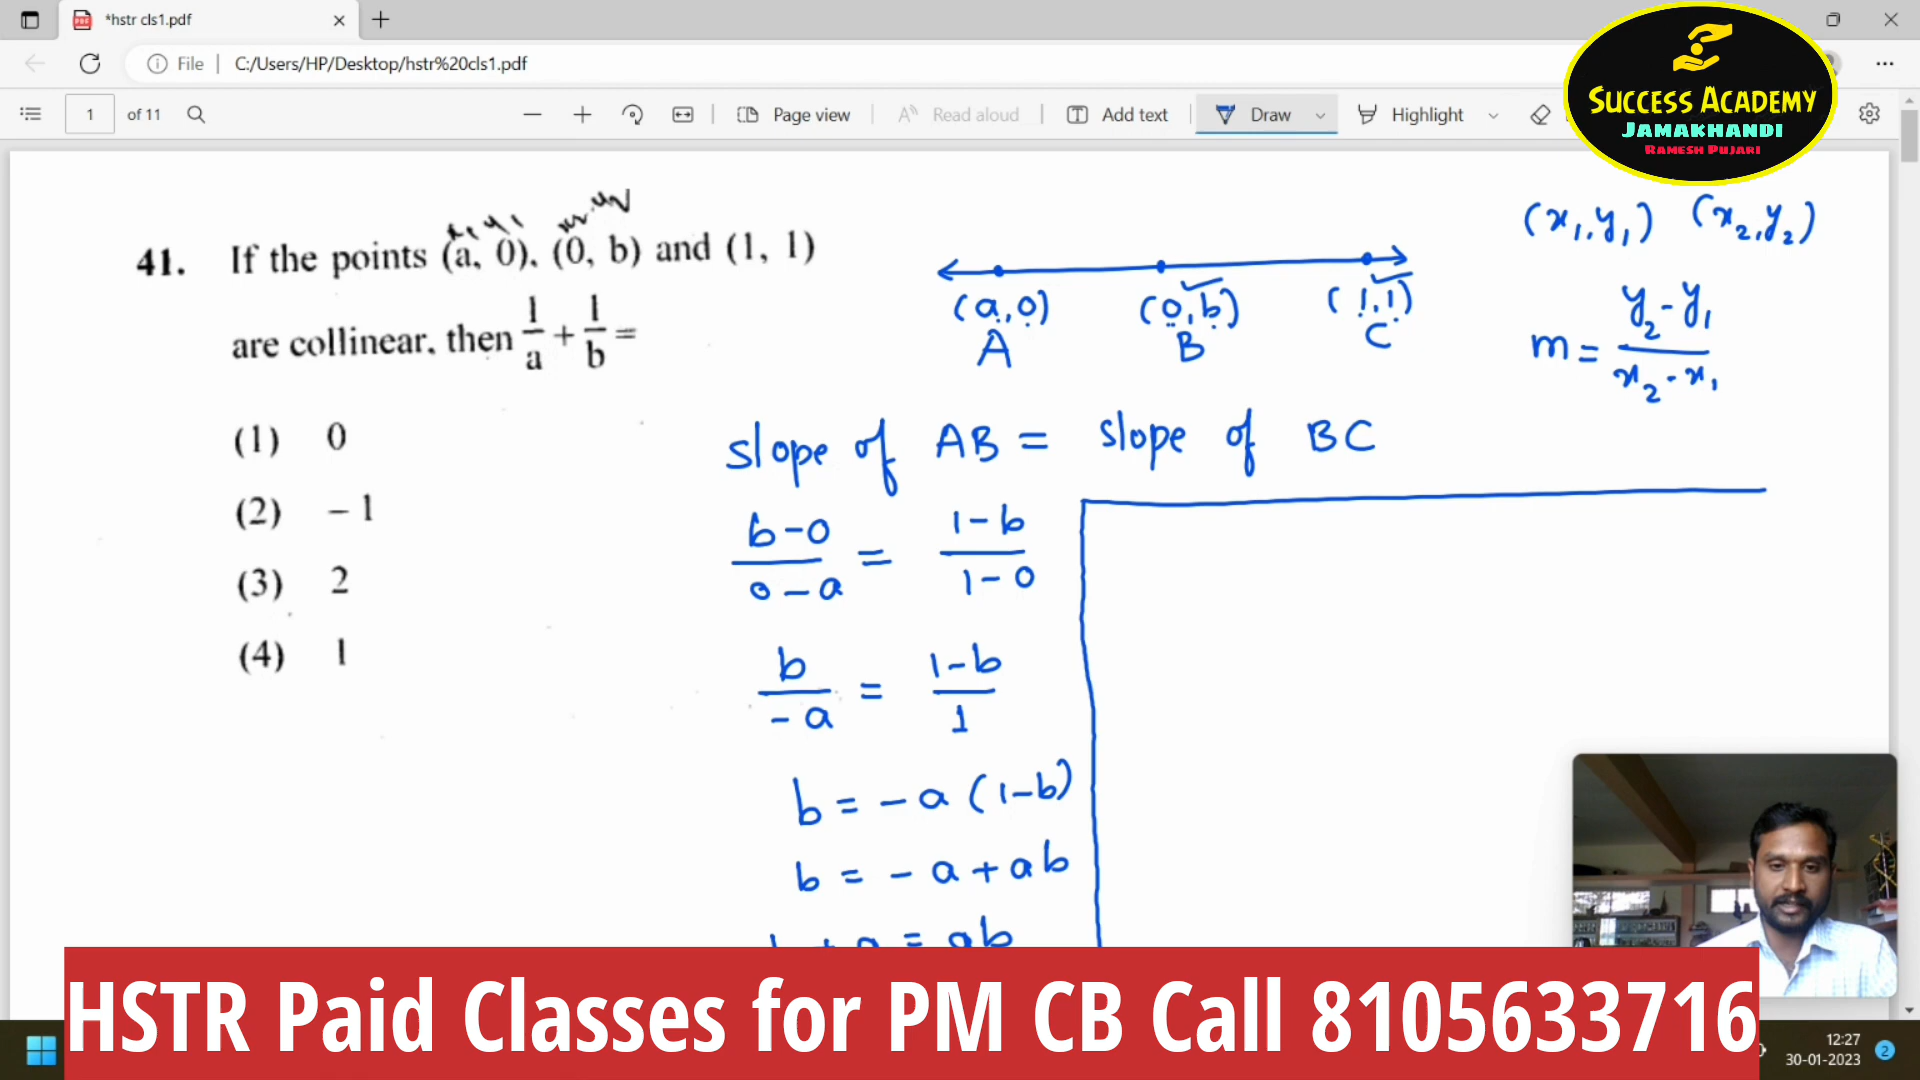 *hstr cls1.pdf
File | C:/Users/HP/Desktop/hstr%20cls1.pdf
1 of 11 Page view Read aloud Add text Draw Highlight
SUCCESS ACADEMY
JAMAKHANDI
RAMESH PUJARI
41. If the points (a, 0), (0, b) and (1, 1)
are collinear, then 1/a + 1/b =
(1) 0
(2) – 1
(3) 2
(4) 1
x₁, y₁
(a,0) (0,b) (1,1)
A B C
(x₁,y₁) (x₂,y₂)
m = (y₂-y₁)/(x₂-x₁)
slope of AB = slope of BC
(b-0)/(0-a) = (1-b)/(1-0)
b/-a = (1-b)/1
b = -a (1-b)
b = -a + ab
b + a = ab
HSTR Paid Classes for PM CB Call 8105633716
12:27
30-01-2023
2